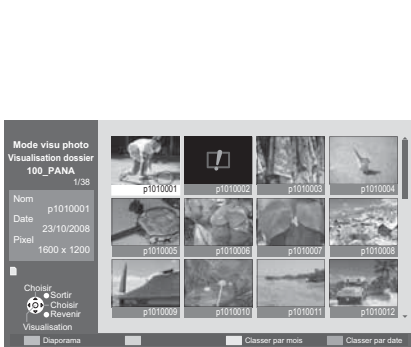 Mode visu photo
Visualisation dossier
100_PANA
1/38
Nom
p1010001
Date
23/10/2008
Pixel
1600 x 1200
Choisir
Sortir
Choisir
Revenir
Visualisation
p1010001 p1010002 p1010003 p1010004
p1010005 p1010006 p1010007 p1010008
p1010009 p1010010 p1010011 p1010012
Diaporama Classer par mois Classer par date